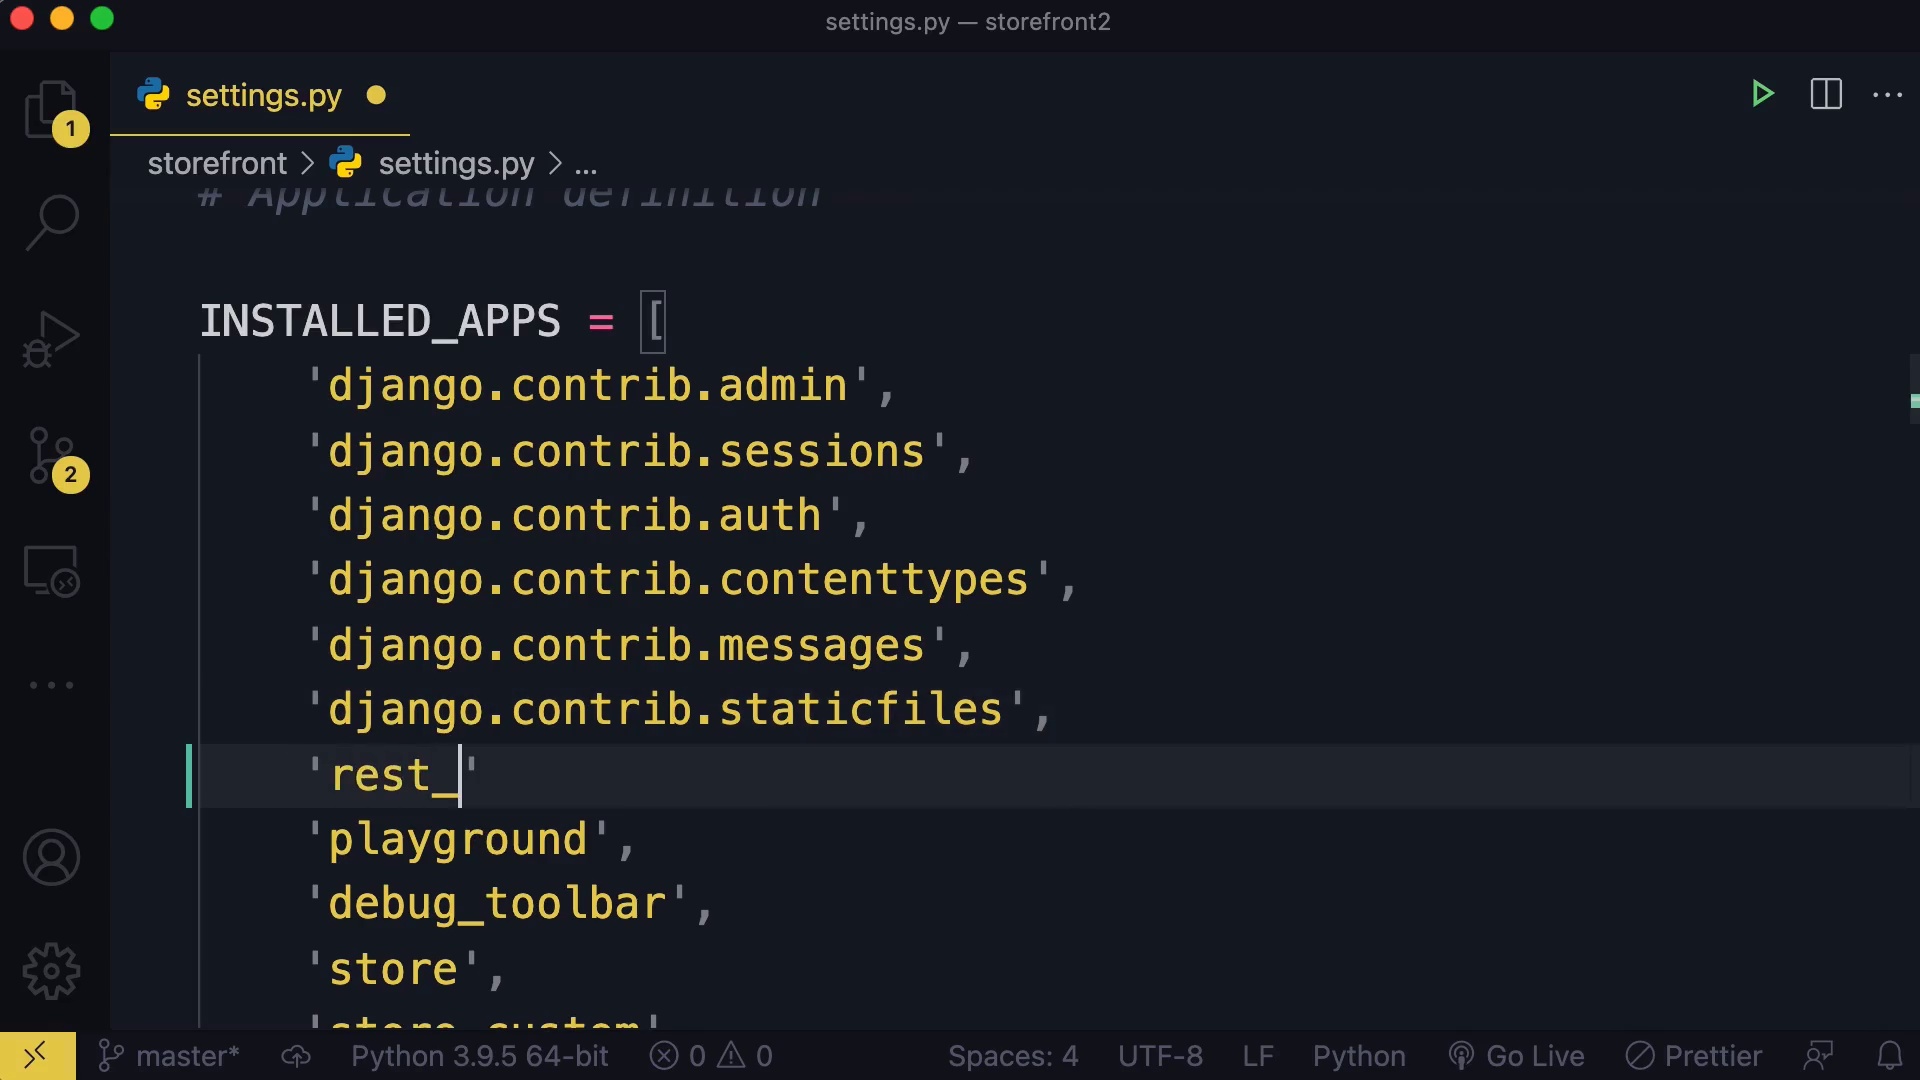 settings.py — storefront2
settings.py
1
storefront > settings.py > ...
# Application definition
INSTALLED_APPS = [
'django.contrib.admin',
'django.contrib.sessions',
'django.contrib.auth',
'django.contrib.contenttypes',
2
'django.contrib.messages',
'django.contrib.staticfiles',
'rest_'
'playground',
'debug_toolbar',
'store',
'store_custom'
master* Python 3.9.5 64-bit 0 0 Spaces: 4 UTF-8 LF Python Go Live Prettier